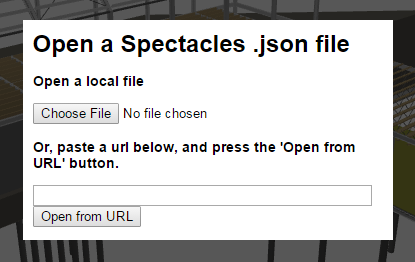 Open a Spectacles .json file
Open a local file
Choose File No file chosen
Or, paste a url below, and press the 'Open from
URL' button.
Open from URL